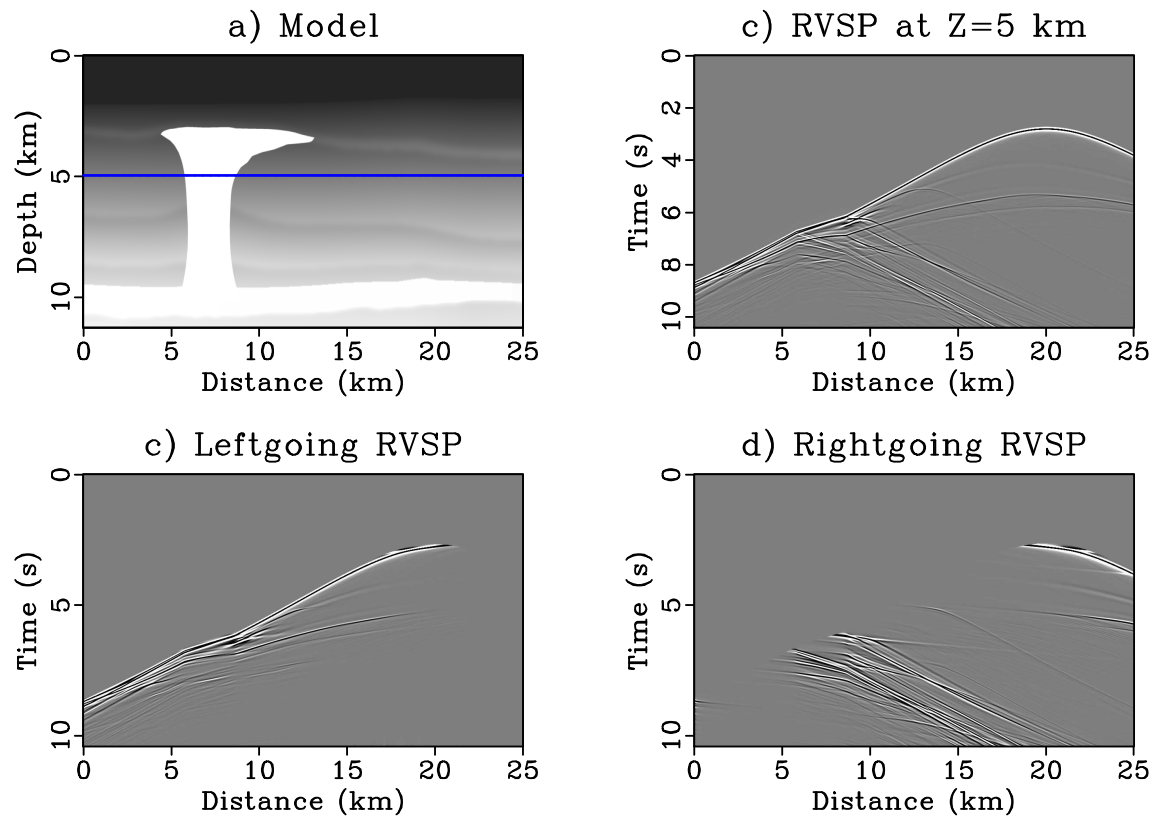 a) Model
0
5
10
Depth (km)
0 5 10 15 20 25
Distance (km)
c) RVSP at Z=5 km
0
2
4
6
8
10
Time (s)
0 5 10 15 20 25
Distance (km)
c) Leftgoing RVSP
0
5
10
Time (s)
0 5 10 15 20 25
Distance (km)
d) Rightgoing RVSP
0
5
10
Time (s)
0 5 10 15 20 25
Distance (km)